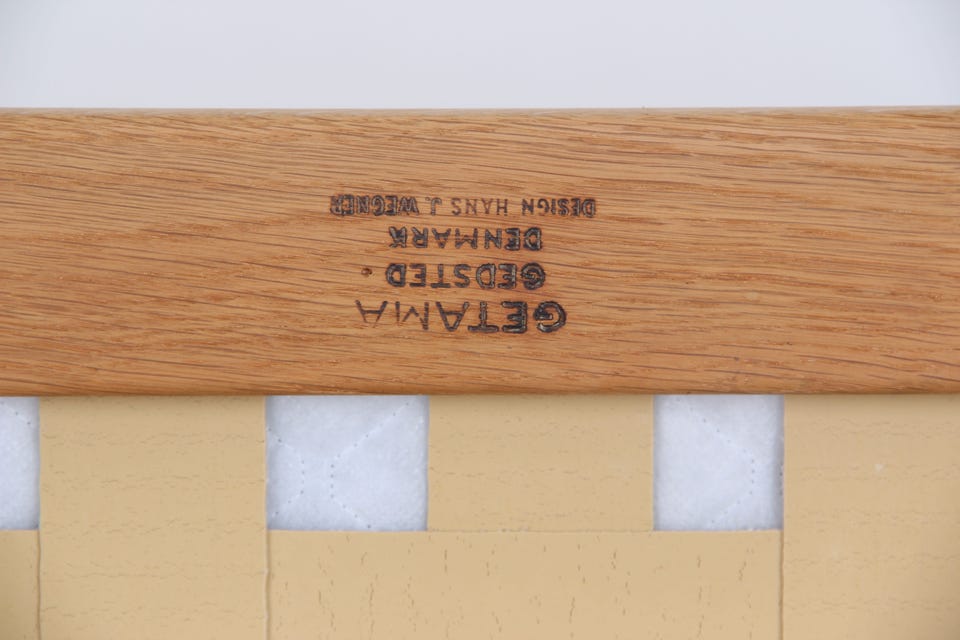 GETAMA
GEDSTED.
DENMARK
DESIGN HANS J. WEGNER